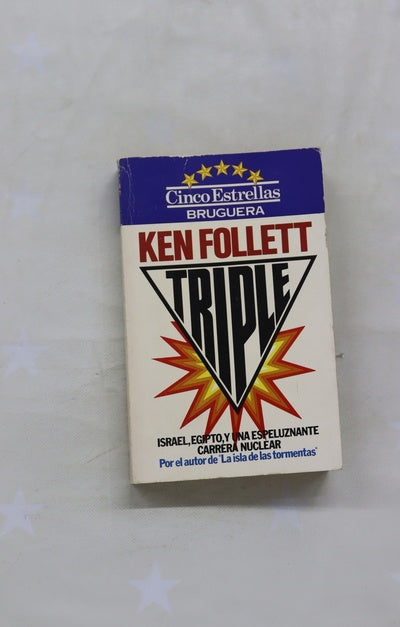 Cinco Estrellas
BRUGUERA
KEN FOLLETT
TRIPLE
ISRAEL, EGIPTO, Y UNA ESPELUZNANTE
CARRERA NUCLEAR
Por el autor de "La isla de las tormentas"